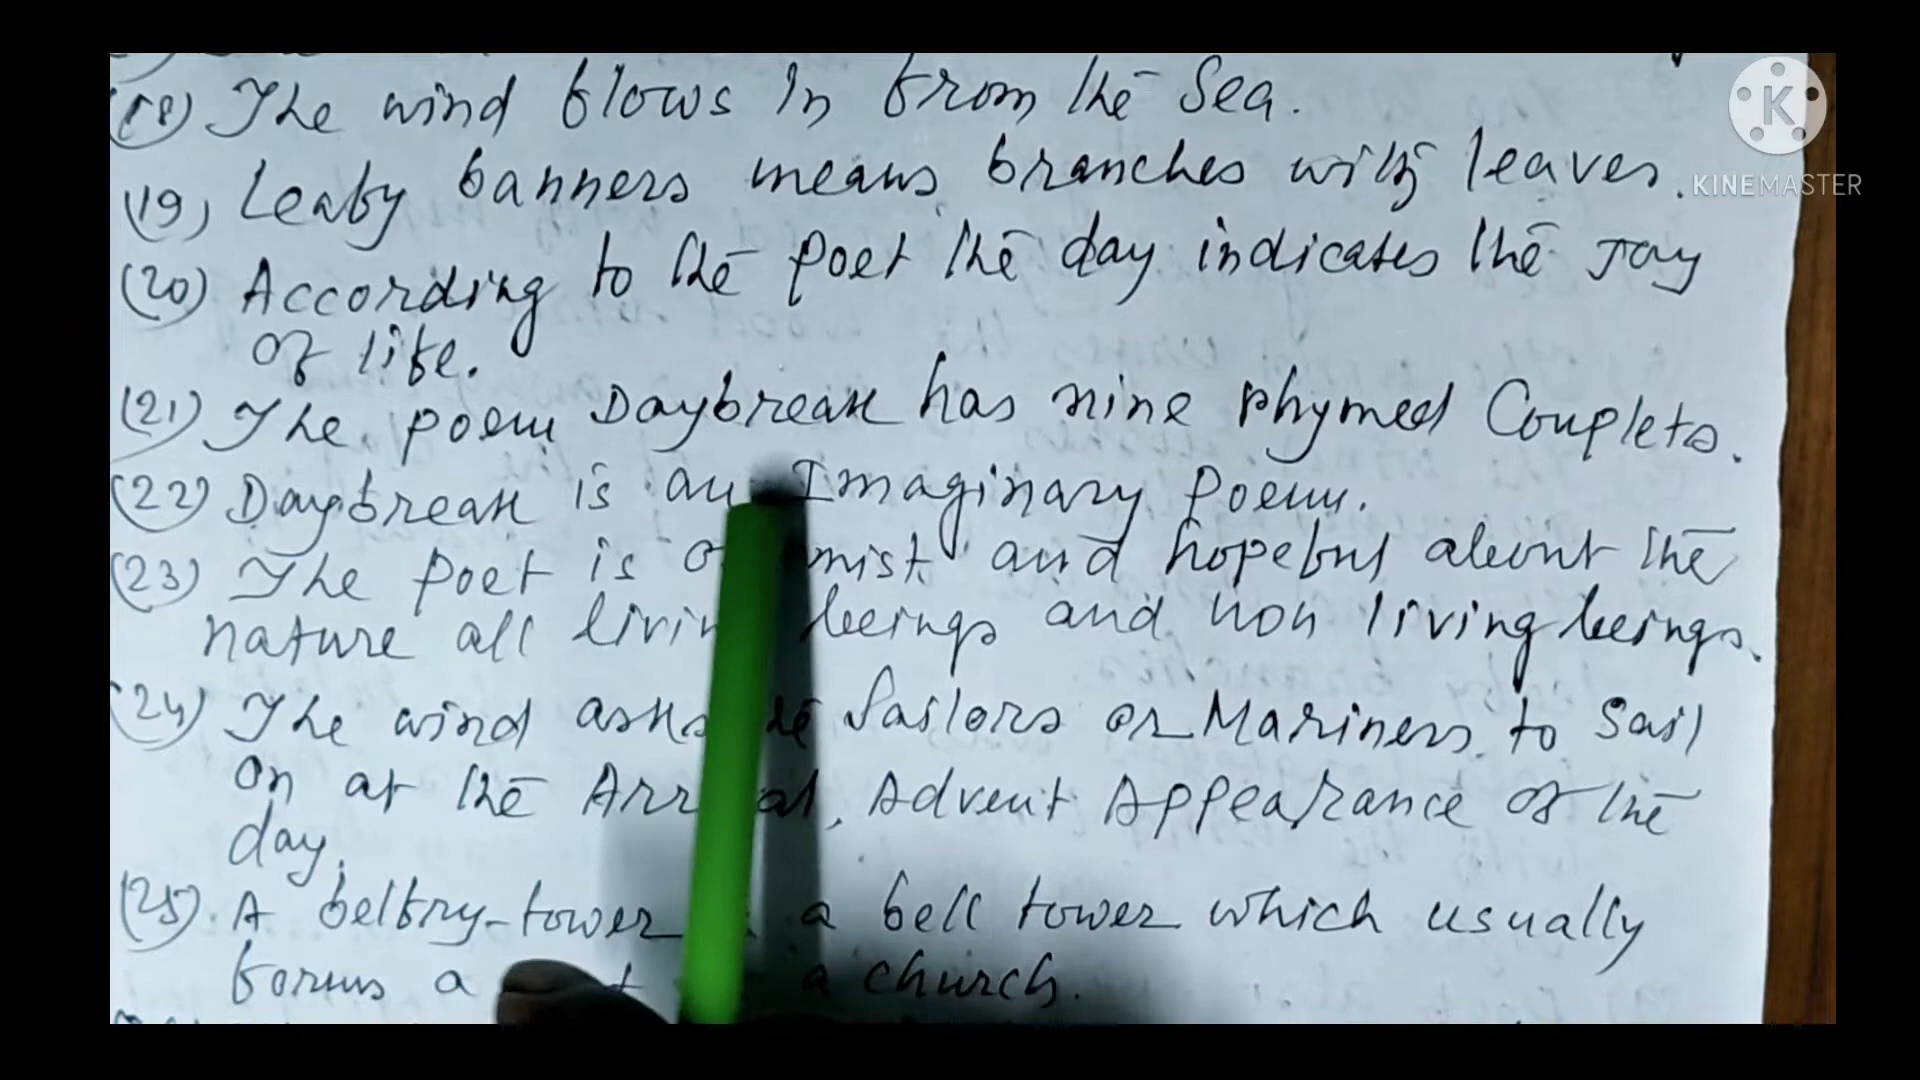 (18) The wind blows in from the Sea.
(19) Leafy banners means branches with leaves.
KINEMASTER
(20) According to the poet the day indicates the Joy
of life.
(21) The poem Daybreak has nine rhymed Couplets.
(22) Daybreak is an Imaginary Poem.
(23) The poet is and hopeful about the
nature all beings and non living beings.
(24) The wind asks Sailors or Mariners to Sail
on at the Advent Appearance of the
day.
(25) A belfry-tower a bell tower which usually
forms a a church.